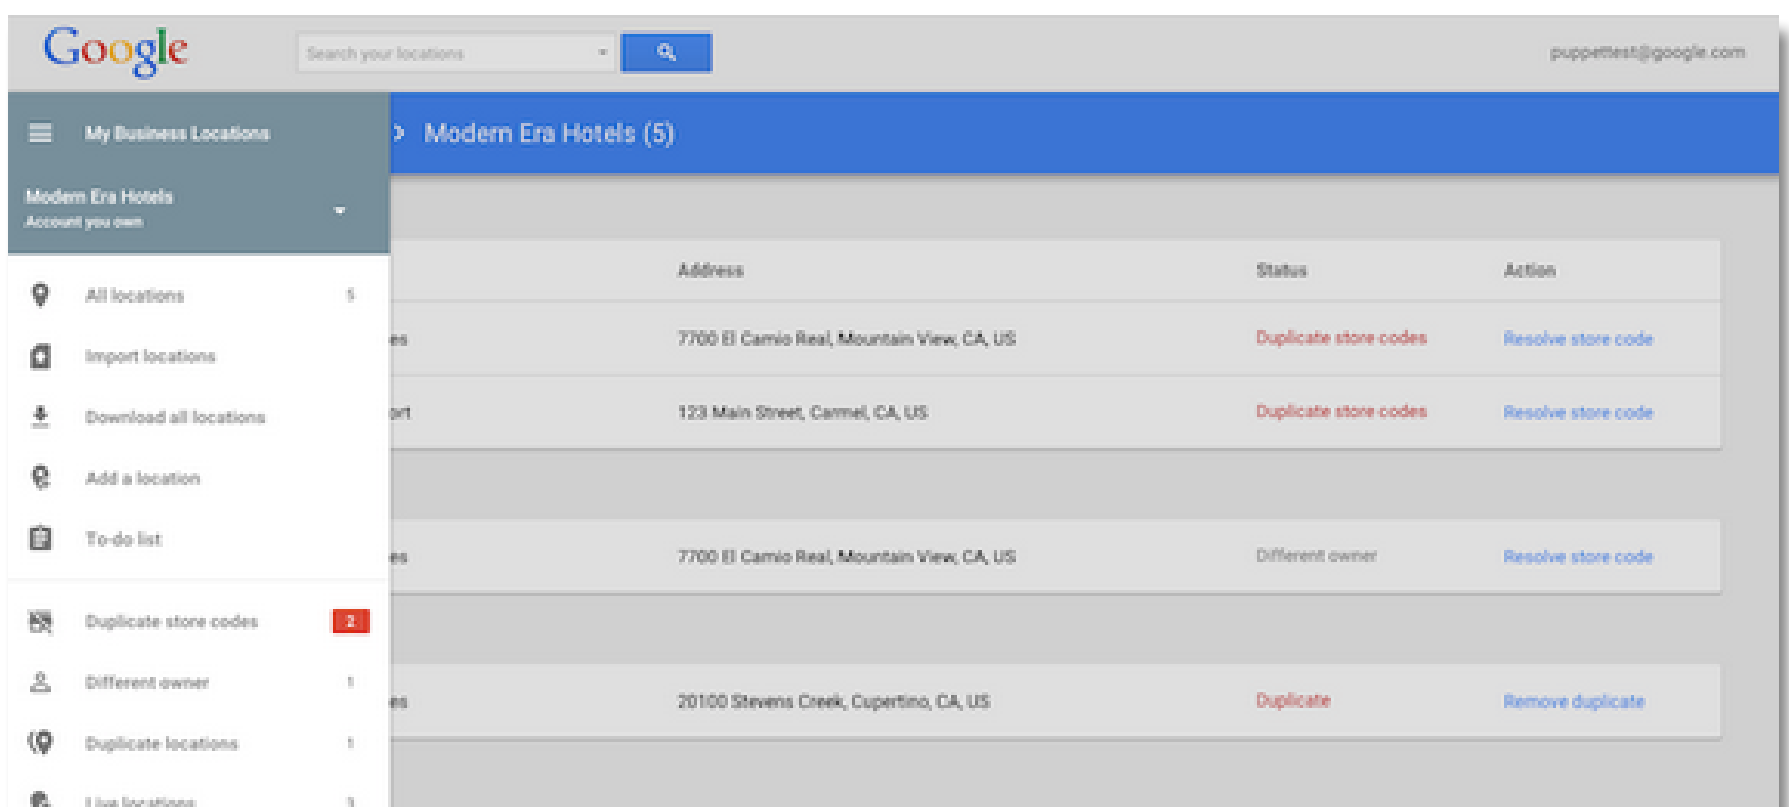 Google
Search your locations
puppettest@google.com
My Business Locations
Modern Era Hotels (5)
Modern Era Hotels
Account you own
All locations 5
Import locations
Download all locations
Add a location
To-do list
Duplicate store codes 2
Different owner 1
Duplicate locations 1
Live locations 3
Address Status Action
es 7700 El Camio Real, Mountain View, CA, US Duplicate store codes Resolve store code
ort 123 Main Street, Carmel, CA, US Duplicate store codes Resolve store code
es 7700 El Camio Real, Mountain View, CA, US Different owner Resolve store code
es 20100 Stevens Creek, Cupertino, CA, US Duplicate Remove duplicate